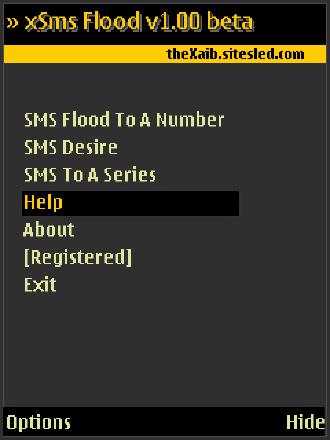 » xSms Flood v1.00 beta
theXaib.sitesled.com
SMS Flood To A Number
SMS Desire
SMS To A Series
Help
About
[Registered]
Exit
Options Hide